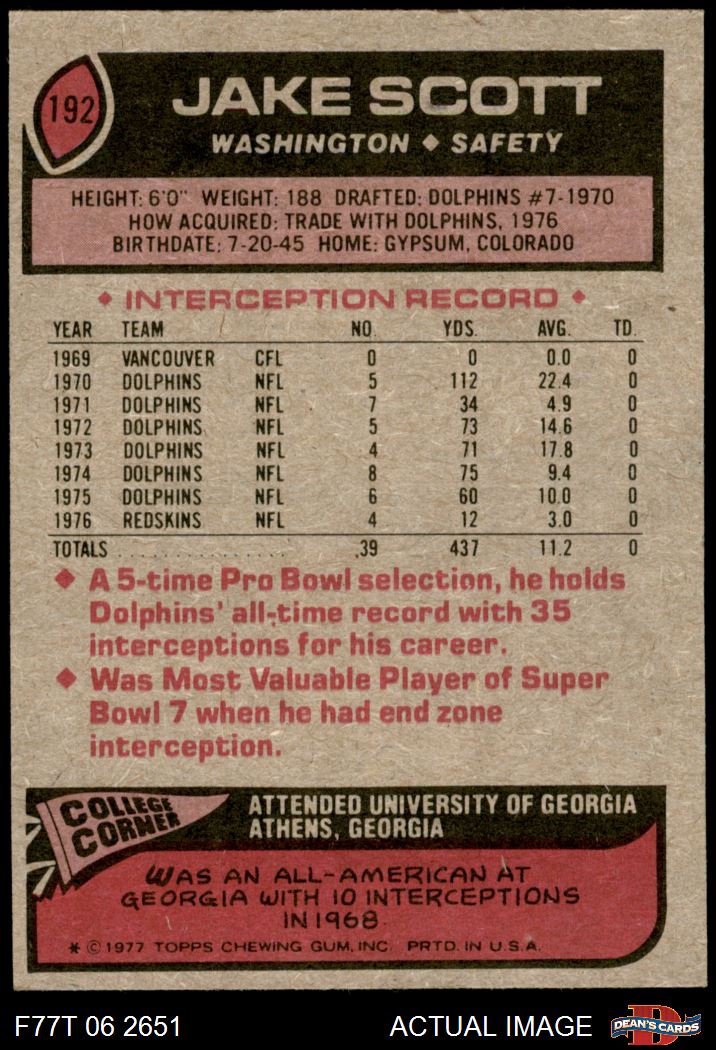 192
JAKE SCOTT
WASHINGTON ◆ SAFETY
HEIGHT: 6'0" WEIGHT: 188 DRAFTED: DOLPHINS #7-1970
HOW ACQUIRED: TRADE WITH DOLPHINS, 1976
BIRTHDATE: 7-20-45 HOME: GYPSUM, COLORADO
◆ INTERCEPTION RECORD ◆
YEAR TEAM NO. YDS. AVG. TD.
1969 VANCOUVER CFL 0 0 0.0 0
1970 DOLPHINS NFL 5 112 22.4 0
1971 DOLPHINS NFL 7 34 4.9 0
1972 DOLPHINS NFL 5 73 14.6 0
1973 DOLPHINS NFL 4 71 17.8 0
1974 DOLPHINS NFL 8 75 9.4 0
1975 DOLPHINS NFL 6 60 10.0 0
1976 REDSKINS NFL 4 12 3.0 0
TOTALS . . . . . . . . . . . . . . . 39 437 11.2 0
◆ A 5-time Pro Bowl selection, he holds
Dolphins' all-time record with 35
interceptions for his career.
◆ Was Most Valuable Player of Super
Bowl 7 when he had end zone
interception.
COLLEGE
CORNER
ATTENDED UNIVERSITY OF GEORGIA
ATHENS, GEORGIA
WAS AN ALL-AMERICAN AT
GEORGIA WITH 10 INTERCEPTIONS
IN 1968.
* © 1977 TOPPS CHEWING GUM, INC. PRTD. IN U.S.A.
F77T 06 2651 ACTUAL IMAGE
DEAN'S CARDS